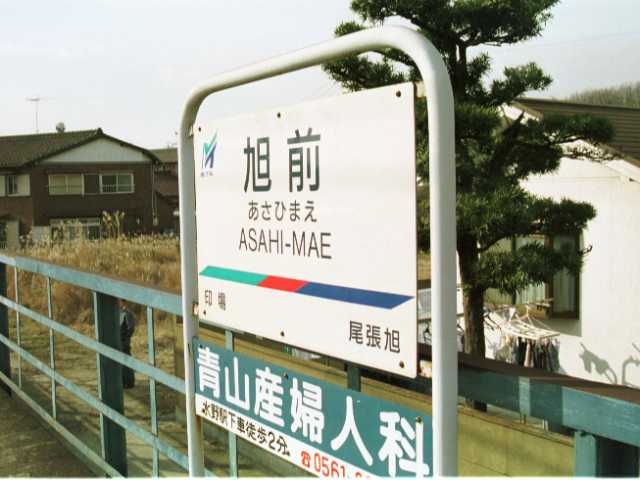 旭前
あさひまえ
ASAHI-MAE
印場
尾張旭
青山産婦人科
水野駅下車徒歩2分
☎0561-